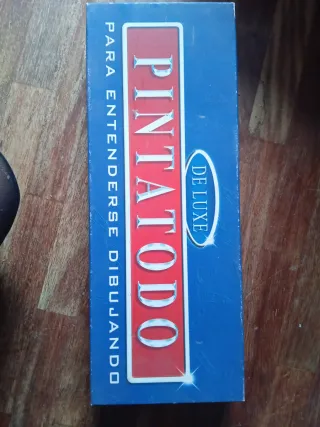 DE LUXE
PINTATODO
PARA ENTENDERSE DIBUJANDO